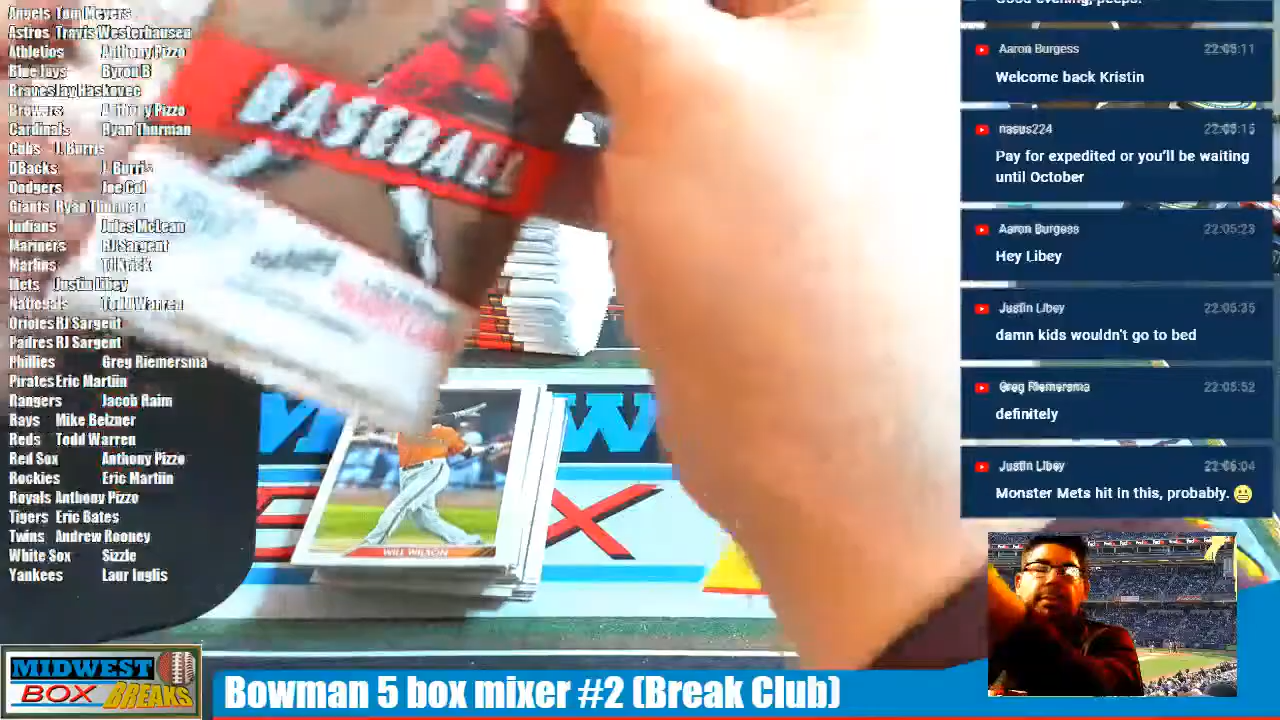 Angels Tom Meyers
Astros Travis Westerhausen
Athletics Anthony Pizzo
Blue Jays Byron B
Braves Jay Haskovec
Brewers Anthony Pizzo
Cardinals Ryan Thurman
Cubs J. Burris
DBacks J. Burris
Dodgers Joe Col
Giants Ryan Thurman
Indians Jules McLean
Mariners RJ Sargent
Marlins
Mets Justin Libey
Nationals Todd Warren
Orioles RJ Sargent
Padres RJ Sargent
Phillies Greg Riemersma
Pirates Eric Martiin
Rangers Jacob Raim
Rays Mike Belzner
Reds Todd Warren
Red Sox Anthony Pizzo
Rockies Eric Martiin
Royals Anthony Pizzo
Tigers Eric Bates
Twins Andrew Rooney
White Sox Sizzle
Yankees Laur Inglis
BASEBALL
WILL WILSON
Good evening, peeps!
Aaron Burgess 22:05:11
Welcome back Kristin
nasus224 22:05:15
Pay for expedited or you'll be waiting
until October
Aaron Burgess 22:05:23
Hey Libey
Justin Libey 22:05:35
damn kids wouldn't go to bed
Greg Riemersma 22:05:52
definitely
Justin Libey 22:06:04
Monster Mets hit in this, probably. 😬
MIDWEST
BOX BREAKS
Bowman 5 box mixer #2 (Break Club)